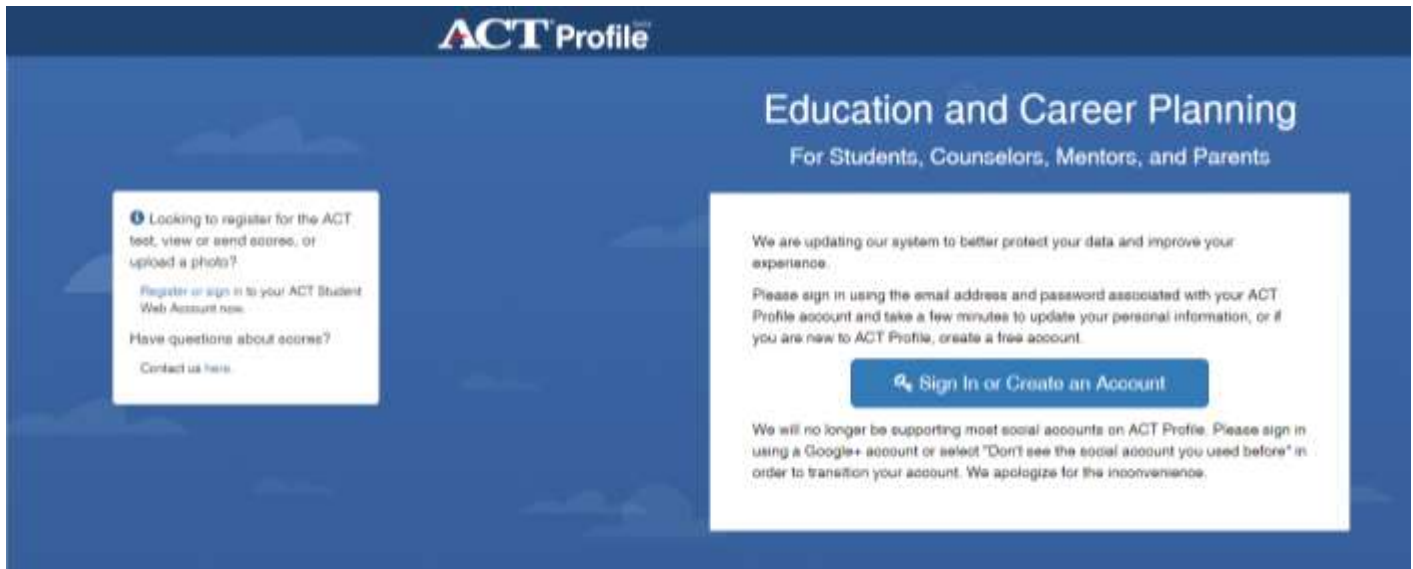 ACT Profile beta
Education and Career Planning
For Students, Counselors, Mentors, and Parents
Looking to register for the ACT
test, view or send scores, or
upload a photo?
Register or sign in to your ACT Student
Web Account now.
Have questions about scores?
Contact us here.
We are updating our system to better protect your data and improve your
experience.
Please sign in using the email address and password associated with your ACT
Profile account and take a few minutes to update your personal information, or if
you are new to ACT Profile, create a free account.
Sign In or Create an Account
We will no longer be supporting most social accounts on ACT Profile. Please sign in
using a Google+ account or select "Don't see the social account you used before" in
order to transition your account. We apologize for the inconvenience.